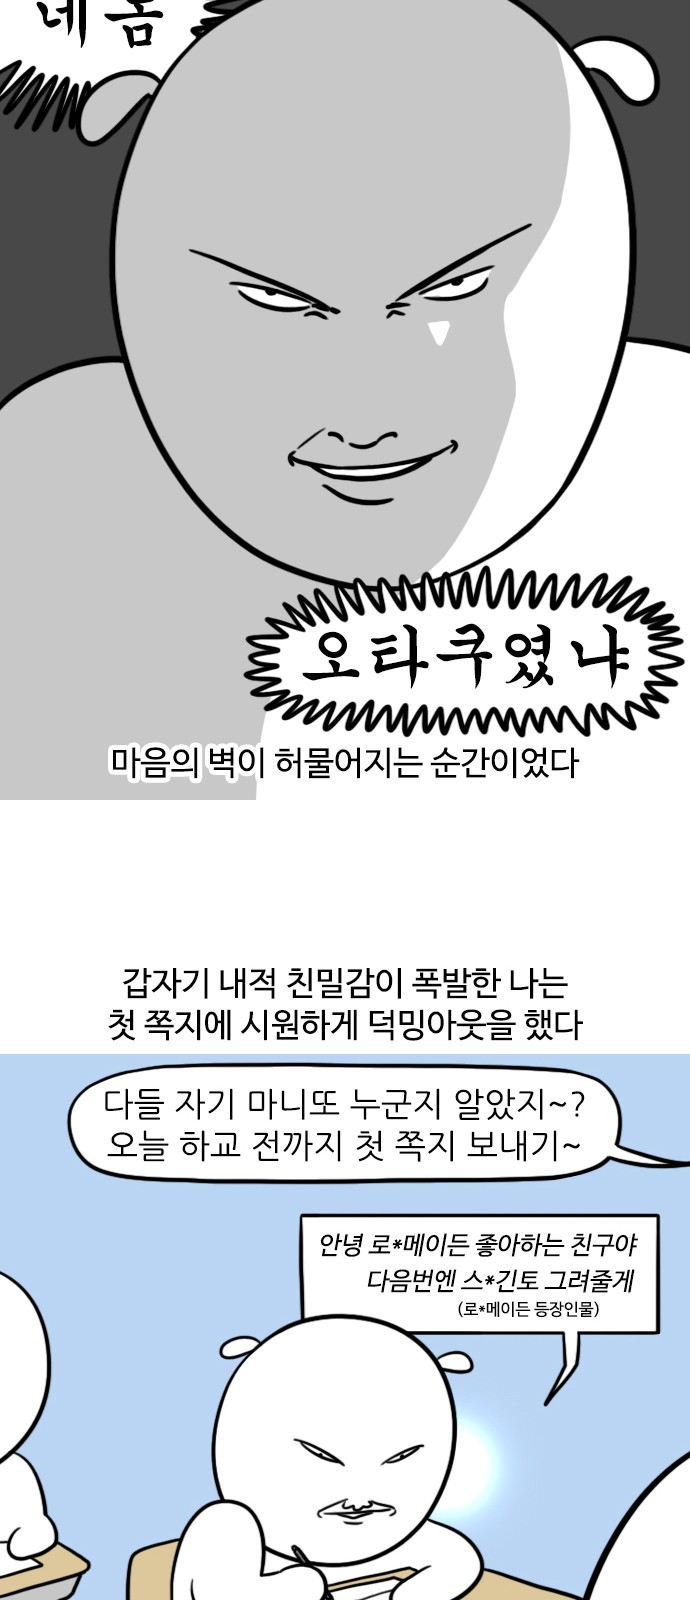 네놈
오타쿠였냐
마음의 벽이 허물어지는 순간이었다
갑자기 내적 친밀감이 폭발한 나는
첫 쪽지에 시원하게 덕밍아웃을 했다
다들 자기 마니또 누군지 알았지~?
오늘 하교 전까지 첫 쪽지 보내기~
안녕 로*메이든 좋아하는 친구야
다음번엔 스*긴토 그려줄게
(로*메이든 등장인물)